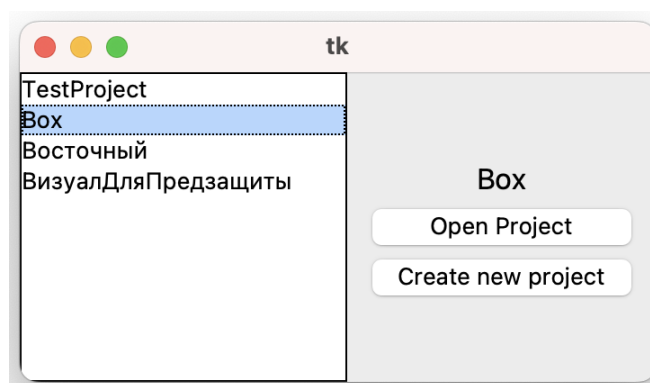 tk
TestProject
Box
Восточный
ВизуалДляПредзащиты
Box
Open Project
Create new project